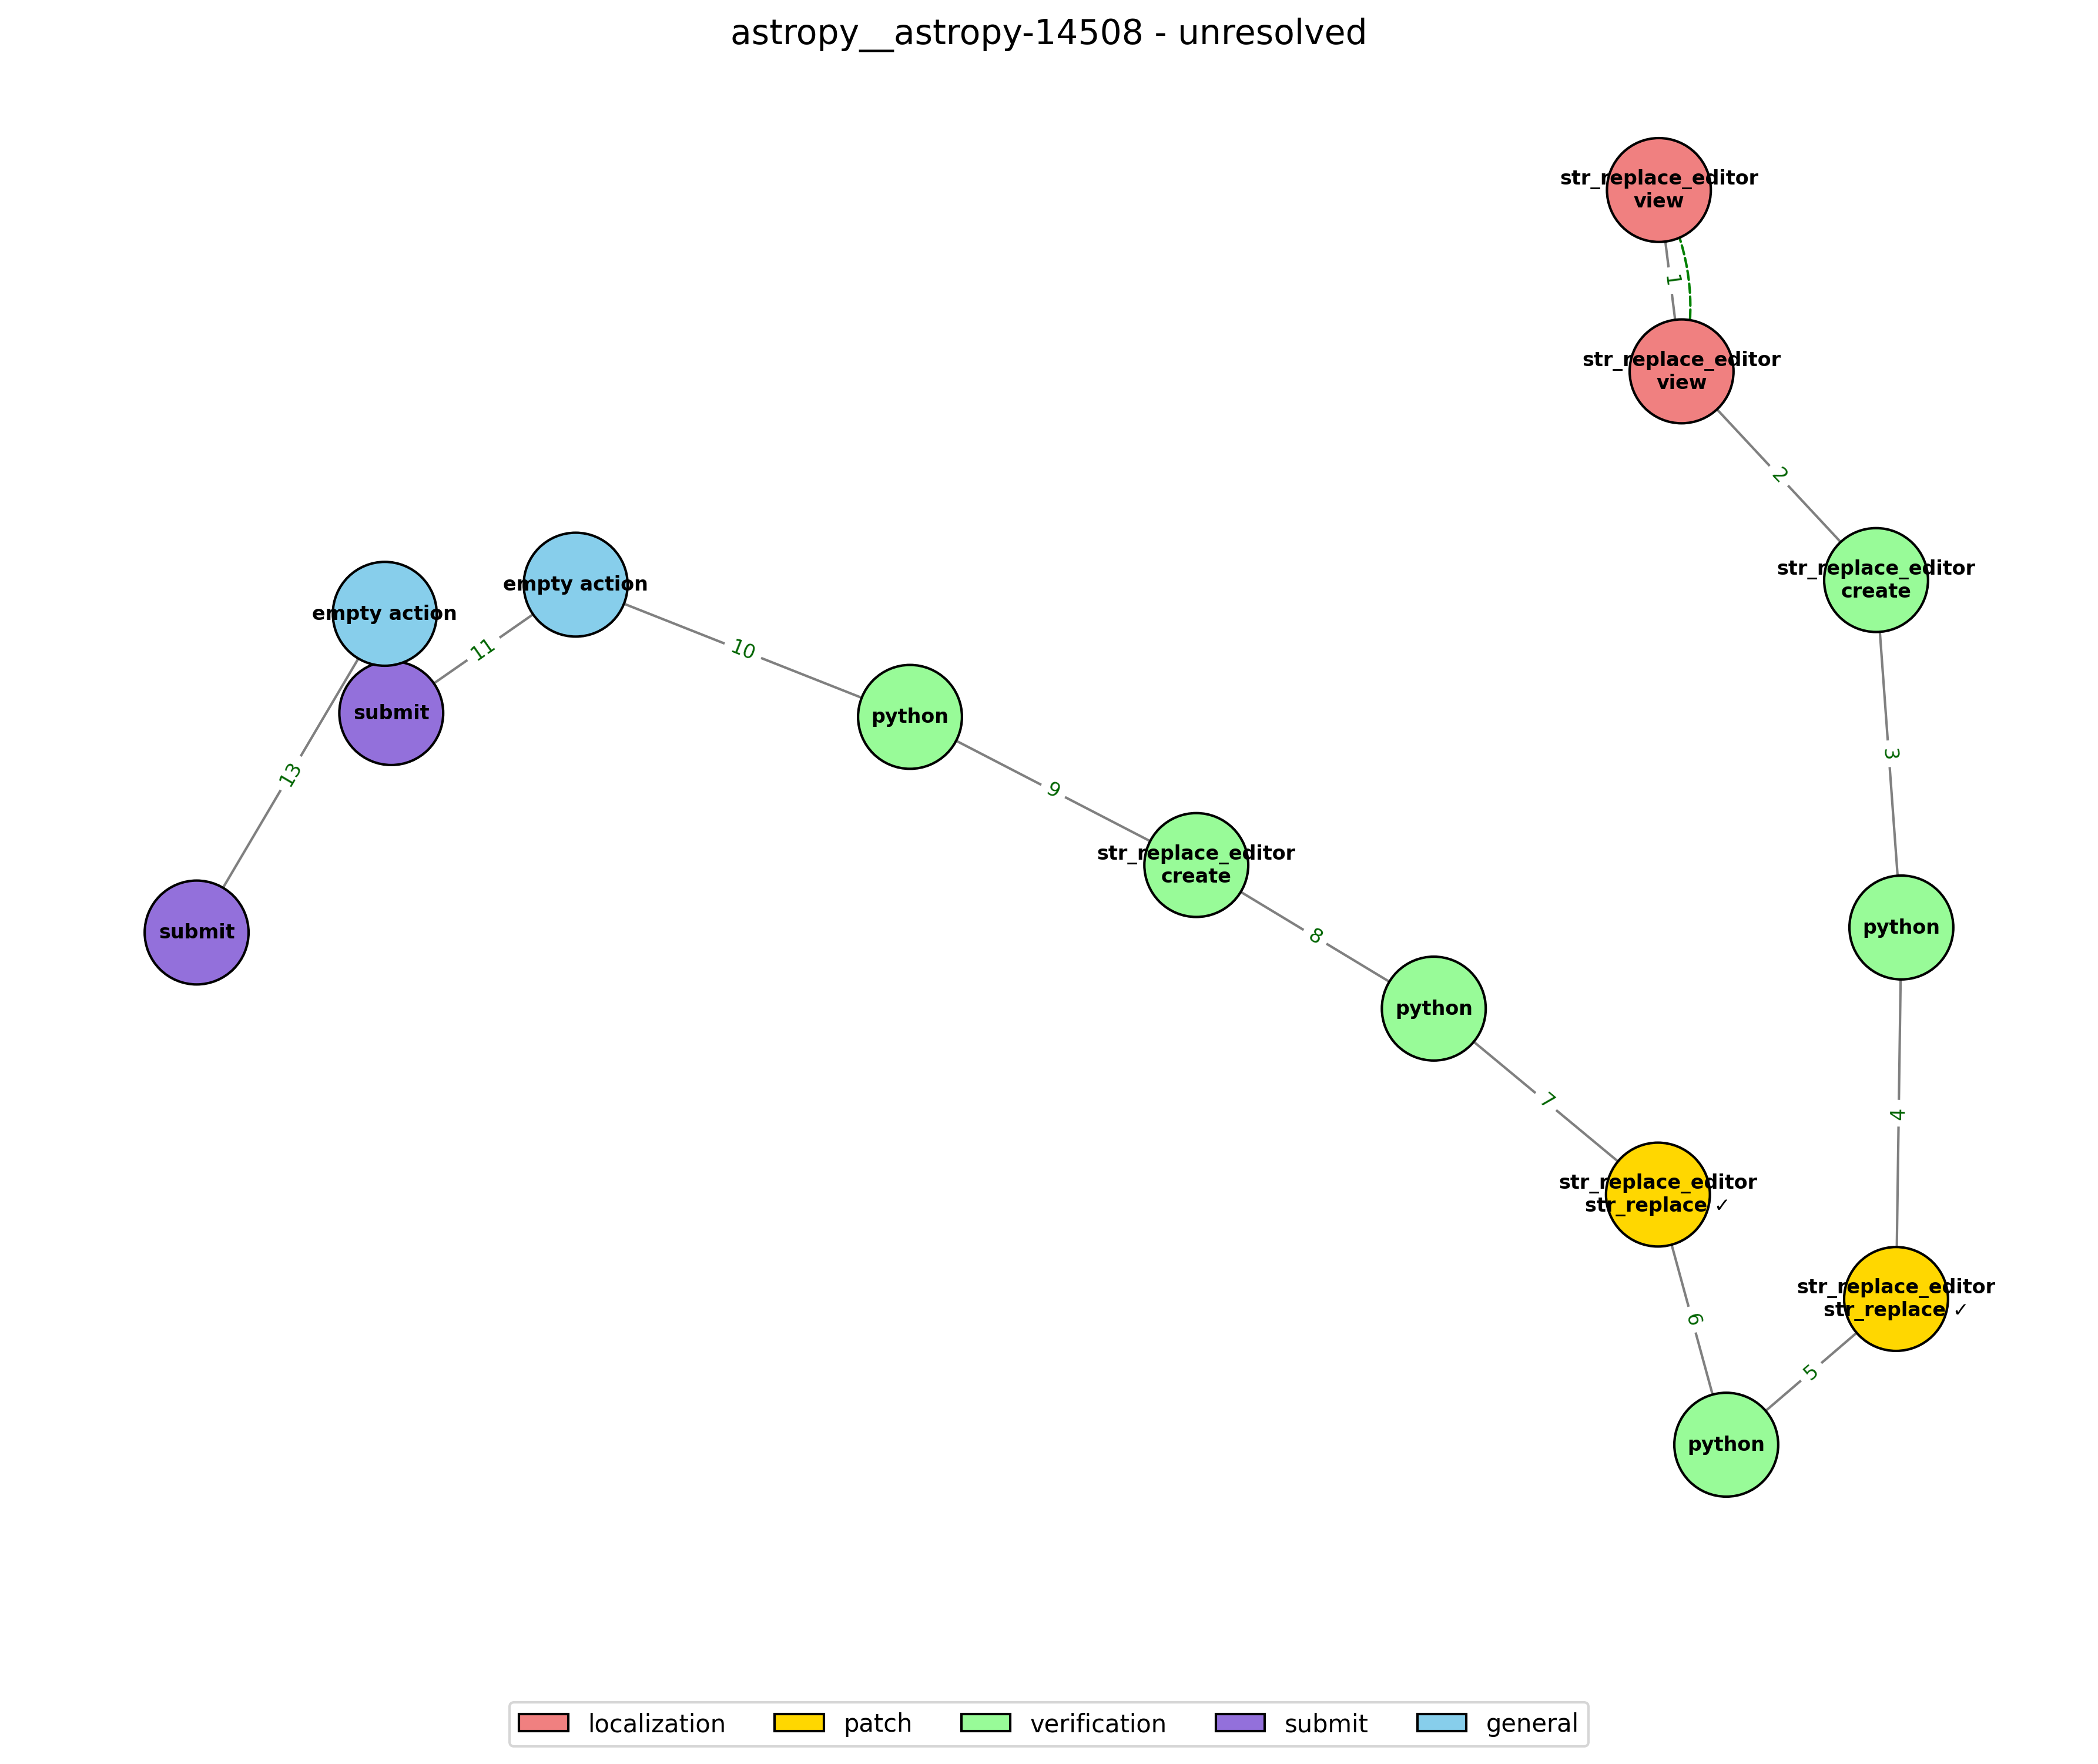 astropy__astropy-14508 - unresolved
str_replace_editor
view
1
str_replace_editor
view
2
str_replace_editor
create
3
python
4
str_replace_editor
str_replace ✓
5
python
6
str_replace_editor
str_replace ✓
7
python
8
str_replace_editor
create
9
python
10
empty action
11
submit
empty action
13
submit
localization
patch
verification
submit
general